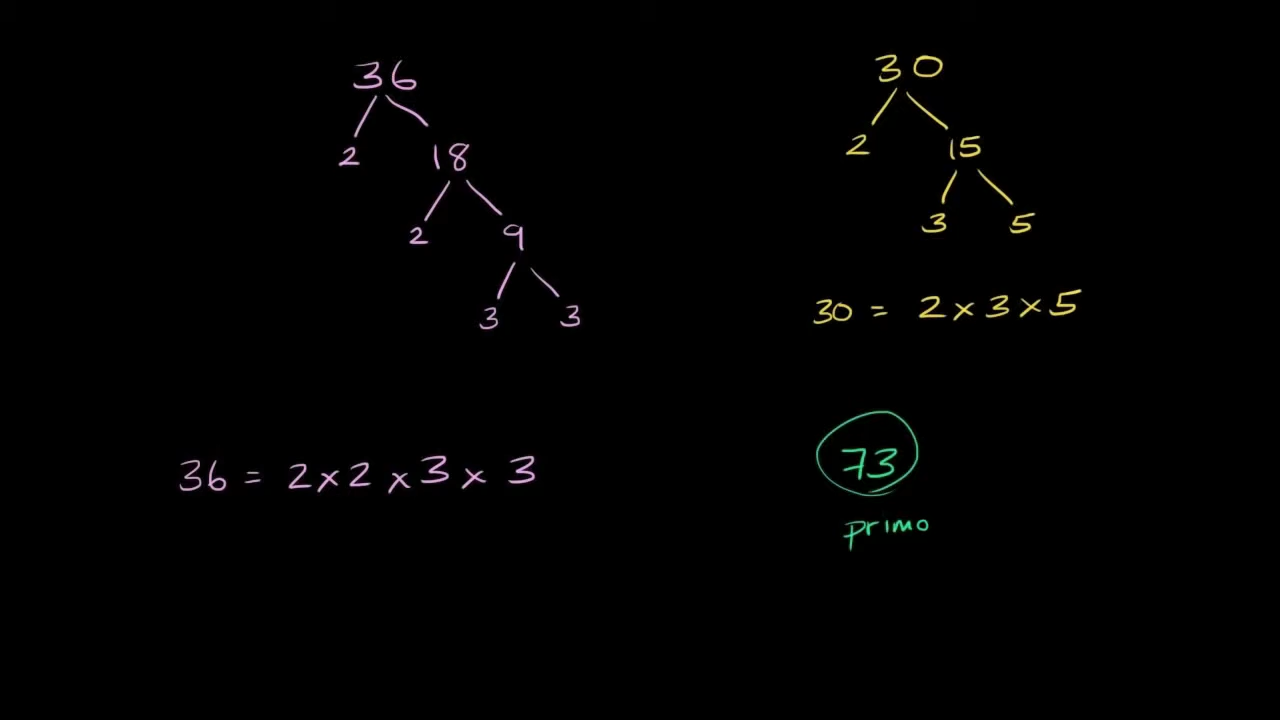 36
2 18
2 9
3 3
36 = 2 × 2 × 3 × 3
30
2 15
3 5
30 = 2 × 3 × 5
73
primo